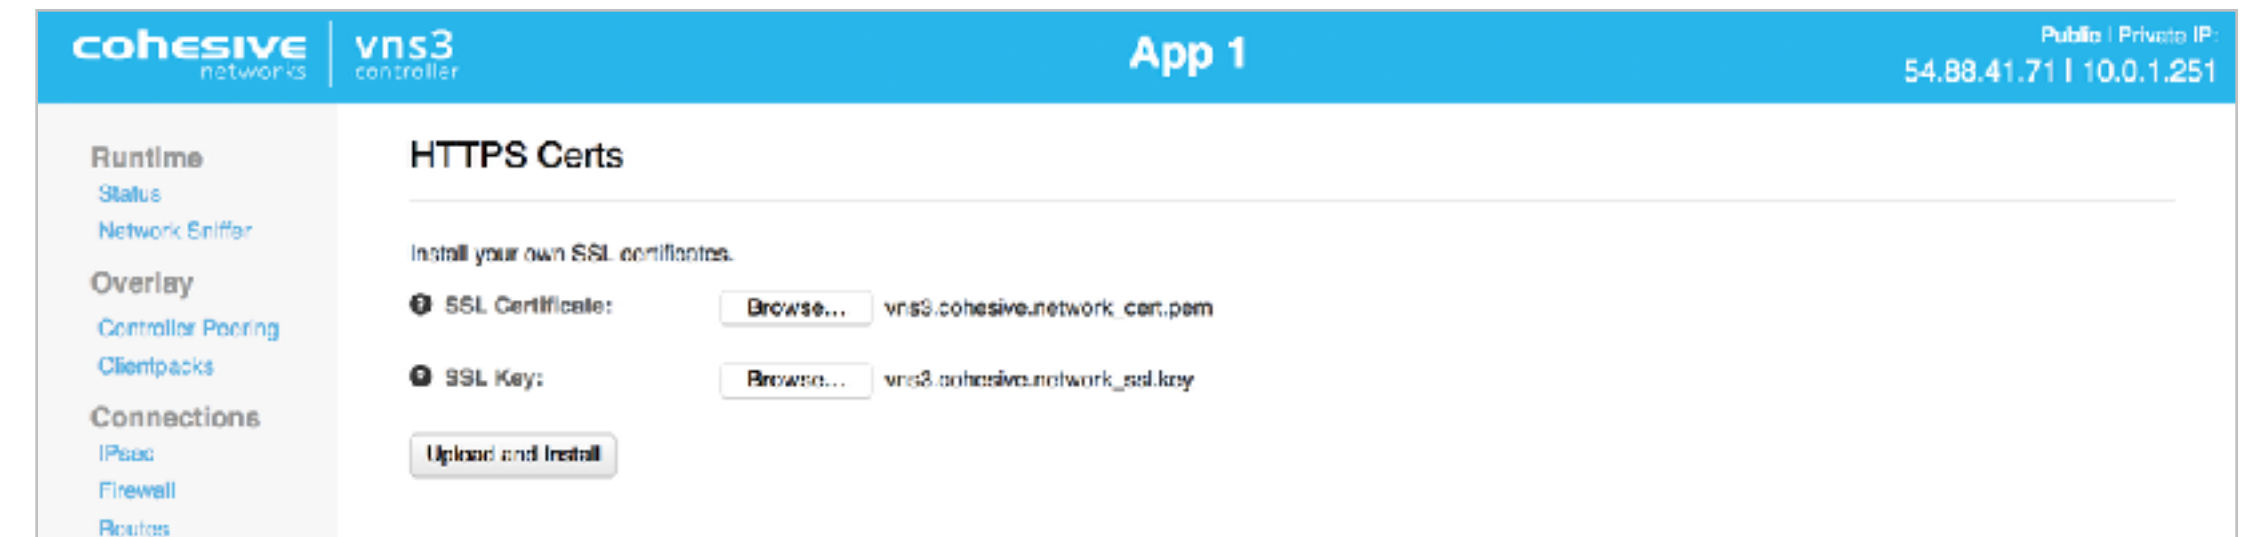 cohesive networks
vns3 controller
App 1
Public | Private IP:
54.88.41.71 | 10.0.1.251
Runtime
Status
Network Sniffer
Overlay
Controller Peering
Clientpacks
Connections
IPsec
Firewall
Routes
HTTPS Certs
Install your own SSL certificates.
? SSL Certificate: Browse... vns3.cohesive.network_cert.pem
? SSL Key: Browse... vns3.cohesive.network_ssl.key
Upload and Install